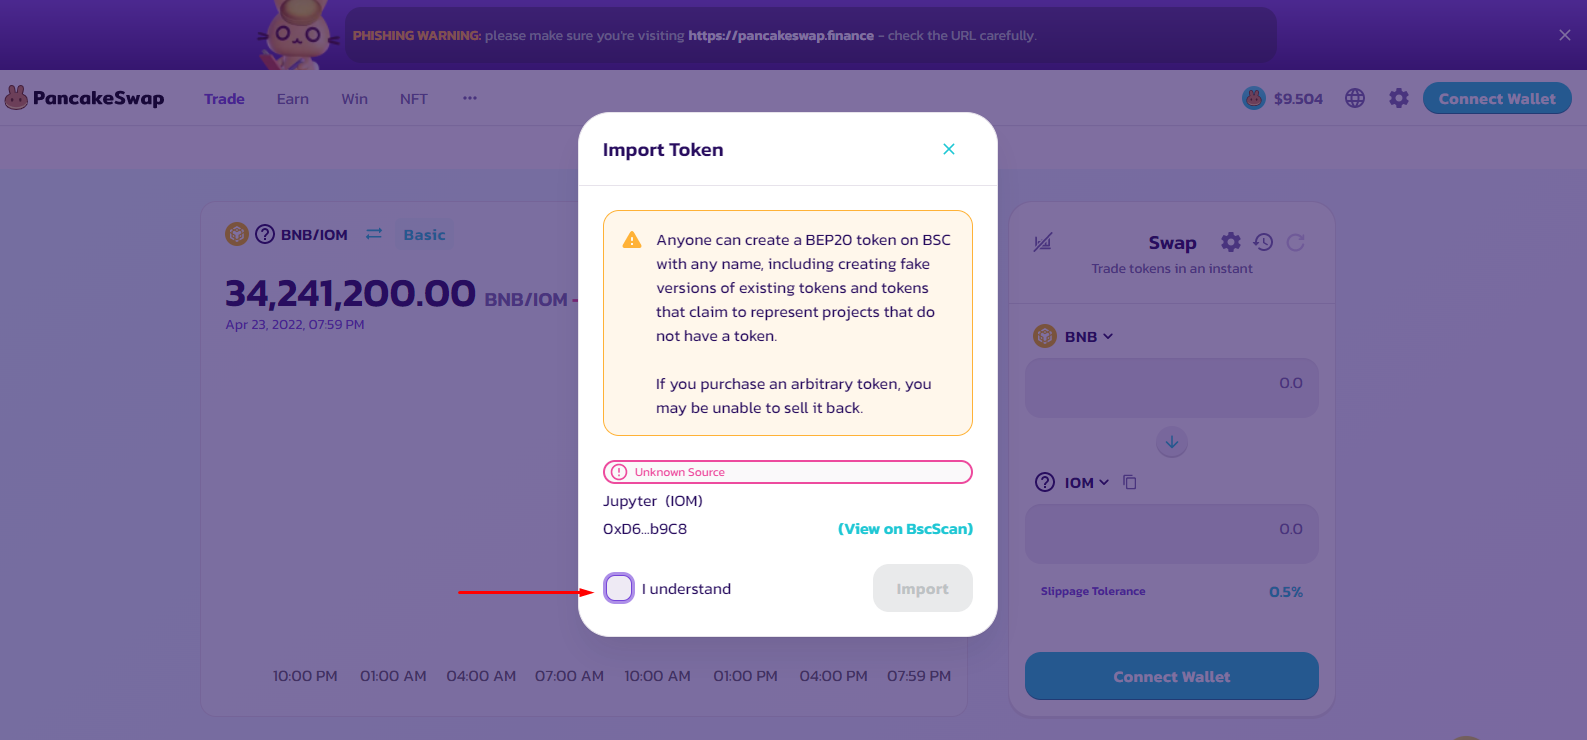 PHISHING WARNING: please make sure you're visiting https://pancakeswap.finance - check the URL carefully.
PancakeSwap
Trade
Earn
Win
NFT
$9.504
Connect Wallet
Import Token
Anyone can create a BEP20 token on BSC
with any name, including creating fake
versions of existing tokens and tokens
that claim to represent projects that do
not have a token.
If you purchase an arbitrary token, you
may be unable to sell it back.
Unknown Source
Jupyter (IOM)
0xD6...b9C8
(View on BscScan)
I understand
Import
BNB/IOM
Basic
34,241,200.00 BNB/IOM
Apr 23, 2022, 07:59 PM
10:00 PM 01:00 AM 04:00 AM 07:00 AM 10:00 AM 01:00 PM 04:00 PM 07:59 PM
Swap
Trade tokens in an instant
BNB
0.0
IOM
0.0
Slippage Tolerance
0.5%
Connect Wallet